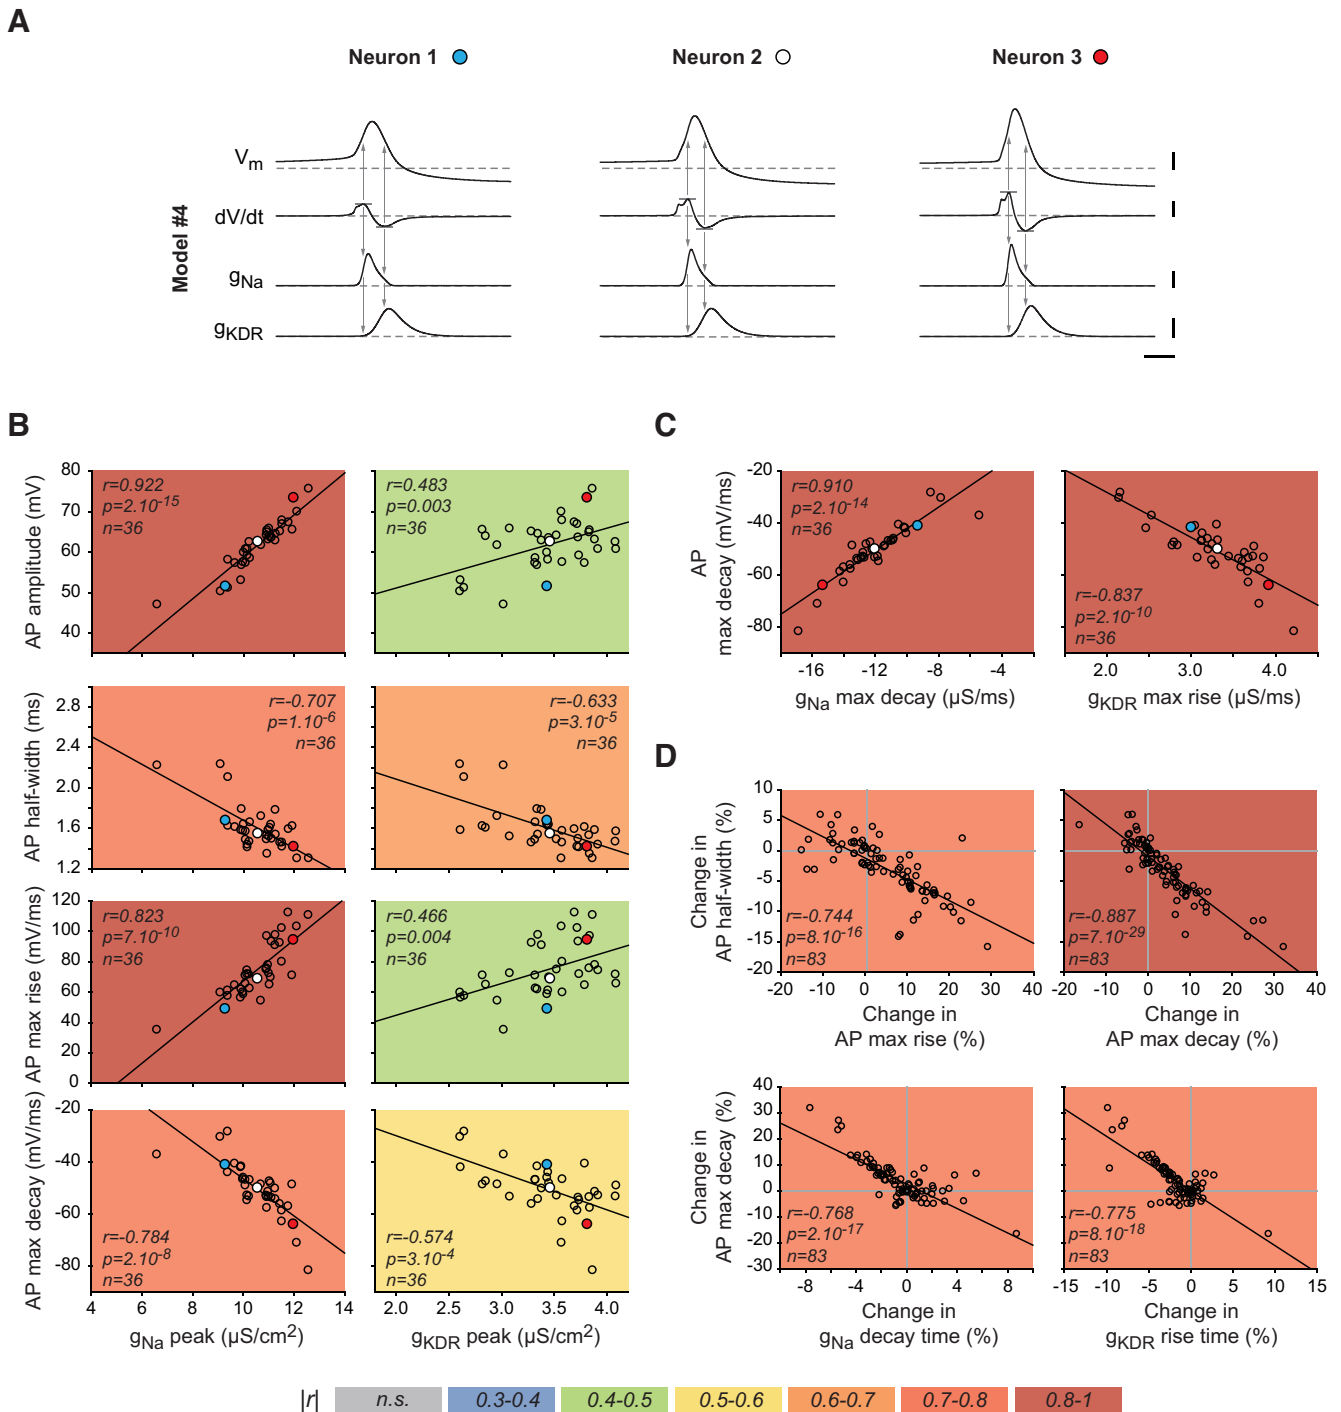 A
Neuron 1
Neuron 2
Neuron 3
Model #4
Vm
dV/dt
gNa
gKDR
B
AP amplitude (mV)
80
70
60
50
40
r=0.922
p=2.10-15
n=36
r=0.483
p=0.003
n=36
AP half-width (ms)
2.8
2.4
2.0
1.6
1.2
r=-0.707
p=1.10-6
n=36
r=-0.633
p=3.10-5
n=36
AP max rise (mV/ms)
120
100
80
60
40
20
0
r=0.823
p=7.10-10
n=36
r=0.466
p=0.004
n=36
AP max decay (mV/ms)
-20
-40
-60
-80
r=-0.784
p=2.10-8
n=36
r=-0.574
p=3.10-4
n=36
4 6 8 10 12 14
gNa peak (µS/cm2)
2.0 2.5 3.0 3.5 4.0
gKDR peak (µS/cm2)
C
AP
max decay (mV/ms)
-20
-40
-60
-80
r=0.910
p=2.10-14
n=36
-16 -12 -8 -4
gNa max decay (µS/ms)
r=-0.837
p=2.10-10
n=36
2.0 3.0 4.0
gKDR max rise (µS/ms)
D
Change in
AP half-width (%)
10
5
0
-5
-10
-15
-20
r=-0.744
p=8.10-16
n=83
-20 -10 0 10 20 30 40
Change in
AP max rise (%)
r=-0.887
p=7.10-29
n=83
-20 -10 0 10 20 30 40
Change in
AP max decay (%)
Change in
AP max decay (%)
40
30
20
10
0
-10
-20
-30
r=-0.768
p=2.10-17
n=83
-8 -4 0 4 8
Change in
gNa decay time (%)
r=-0.775
p=8.10-18
n=83
-15 -10 -5 0 5 10 15
Change in
gKDR rise time (%)
|r| n.s. 0.3-0.4 0.4-0.5 0.5-0.6 0.6-0.7 0.7-0.8 0.8-1